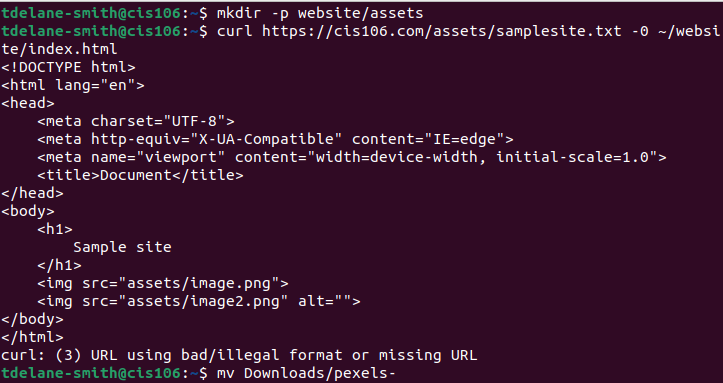 tdelane-smith@cis106:~$ mkdir -p website/assets
tdelane-smith@cis106:~$ curl https://cis106.com/assets/samplesite.txt -0 ~/websi
te/index.html
<!DOCTYPE html>
<html lang="en">
<head>
    <meta charset="UTF-8">
    <meta http-equiv="X-UA-Compatible" content="IE=edge">
    <meta name="viewport" content="width=device-width, initial-scale=1.0">
    <title>Document</title>
</head>
<body>
    <h1>
        Sample site
    </h1>
    <img src="assets/image.png">
    <img src="assets/image2.png" alt="">
</body>
</html>
curl: (3) URL using bad/illegal format or missing URL
tdelane-smith@cis106:~$ mv Downloads/pexels-